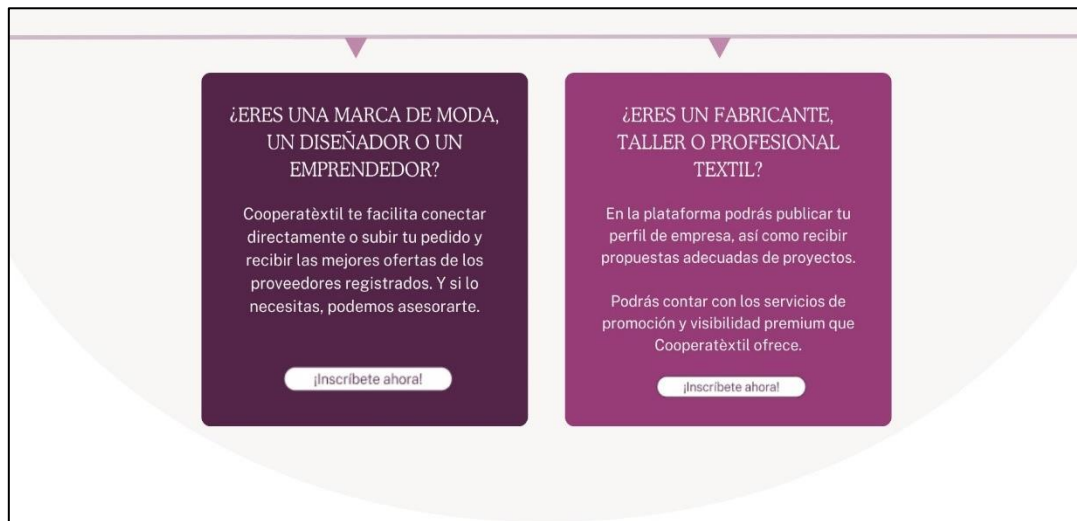 ¿ERES UNA MARCA DE MODA,
UN DISEÑADOR O UN
EMPRENDEDOR?
Cooperatèxtil te facilita conectar
directamente o subir tu pedido y
recibir las mejores ofertas de los
proveedores registrados. Y si lo
necesitas, podemos asesorarte.
¡Inscríbete ahora!
¿ERES UN FABRICANTE,
TALLER O PROFESIONAL
TEXTIL?
En la plataforma podrás publicar tu
perfil de empresa, así como recibir
propuestas adecuadas de proyectos.
Podrás contar con los servicios de
promoción y visibilidad premium que
Cooperatèxtil ofrece.
¡Inscríbete ahora!